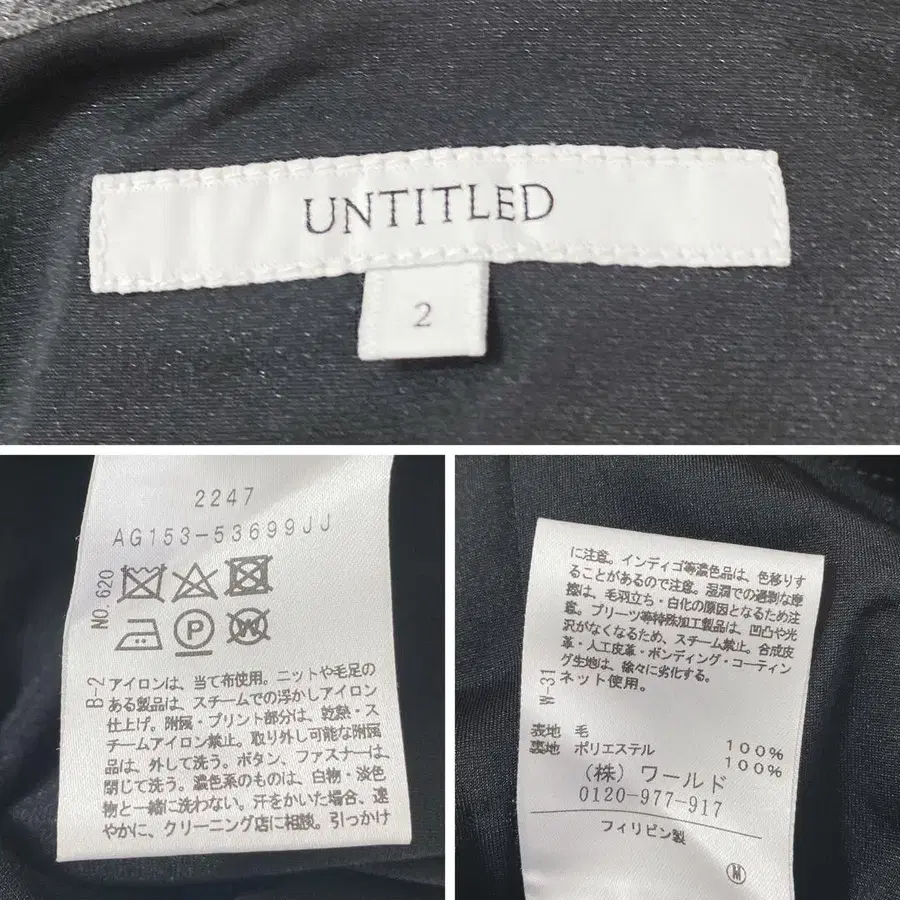 UNTITLED
2
2247
AG153-53699JJ
NO. 620
P
W
B-2
アイロンは、当て布使用。ニットや毛足の
ある製品は、スチームでの浮かしアイロン
仕上げ。附属・プリント部分は、乾熱・ス
チームアイロン禁止。取り外し可能な附属
品は、外して洗う。ボタン、ファスナーは
閉じて洗う。濃色系のものは、白物・淡色
物と一緒に洗わない。汗をかいた場合、速
やかに、クリーニング店に相談。引っかけ
に注意。インディゴ等濃色品は、色移りす
ることがあるので注意。湿潤での過剰な摩
擦は、毛羽立ち・白化の原因となるため注
意。プリーツ等特殊加工製品は、凹凸や光
沢がなくなるため、スチーム禁止。合成皮
革・人工皮革・ボンディング・コーティン
グ生地は、徐々に劣化する。
ネット使用。
W-31
表地 毛 100%
裏地 ポリエステル 100%
(株) ワールド
0120-977-917
フィリピン製
M